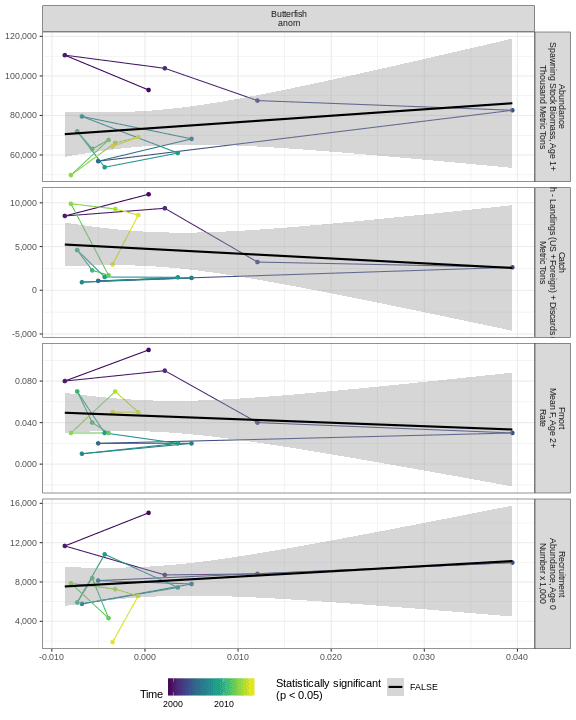 Butterfish
anom
120,000
100,000
80,000
60,000
Abundance
Spawning Stock Biomass, Age 1+
Thousand Metric Tons
10,000
5,000
0
-5,000
Catch
h - Landings (US +Foreign) + Discards
Metric Tons
0.080
0.040
0.000
Fmort
Mean F, Age 2+
Rate
16,000
12,000
8,000
4,000
Recruitment
Abundance, Age 0
Number x 1,000
-0.010 0.000 0.010 0.020 0.030 0.040
Time
2000 2010
Statistically significant
(p < 0.05)
FALSE